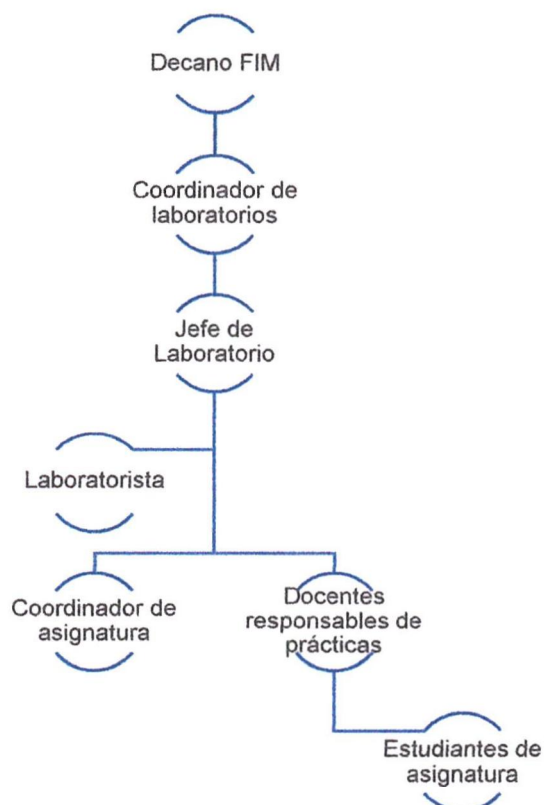 Decano FIM
Coordinador de
laboratorios
Jefe de
Laboratorio
Laboratorista
Coordinador de
asignatura
Docentes
responsables de
prácticas
Estudiantes de
asignatura